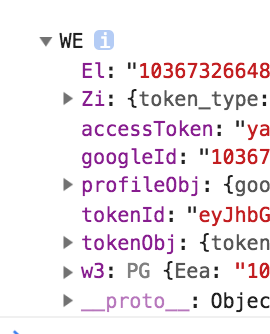 WE i
El: "10367326648
Zi: {token_type:
accessToken: "ya
googleId: "10367
profileObj: {goo
tokenId: "eyJhbG
tokenObj: {token
w3: PG {Eea: "10
__proto__: Objec